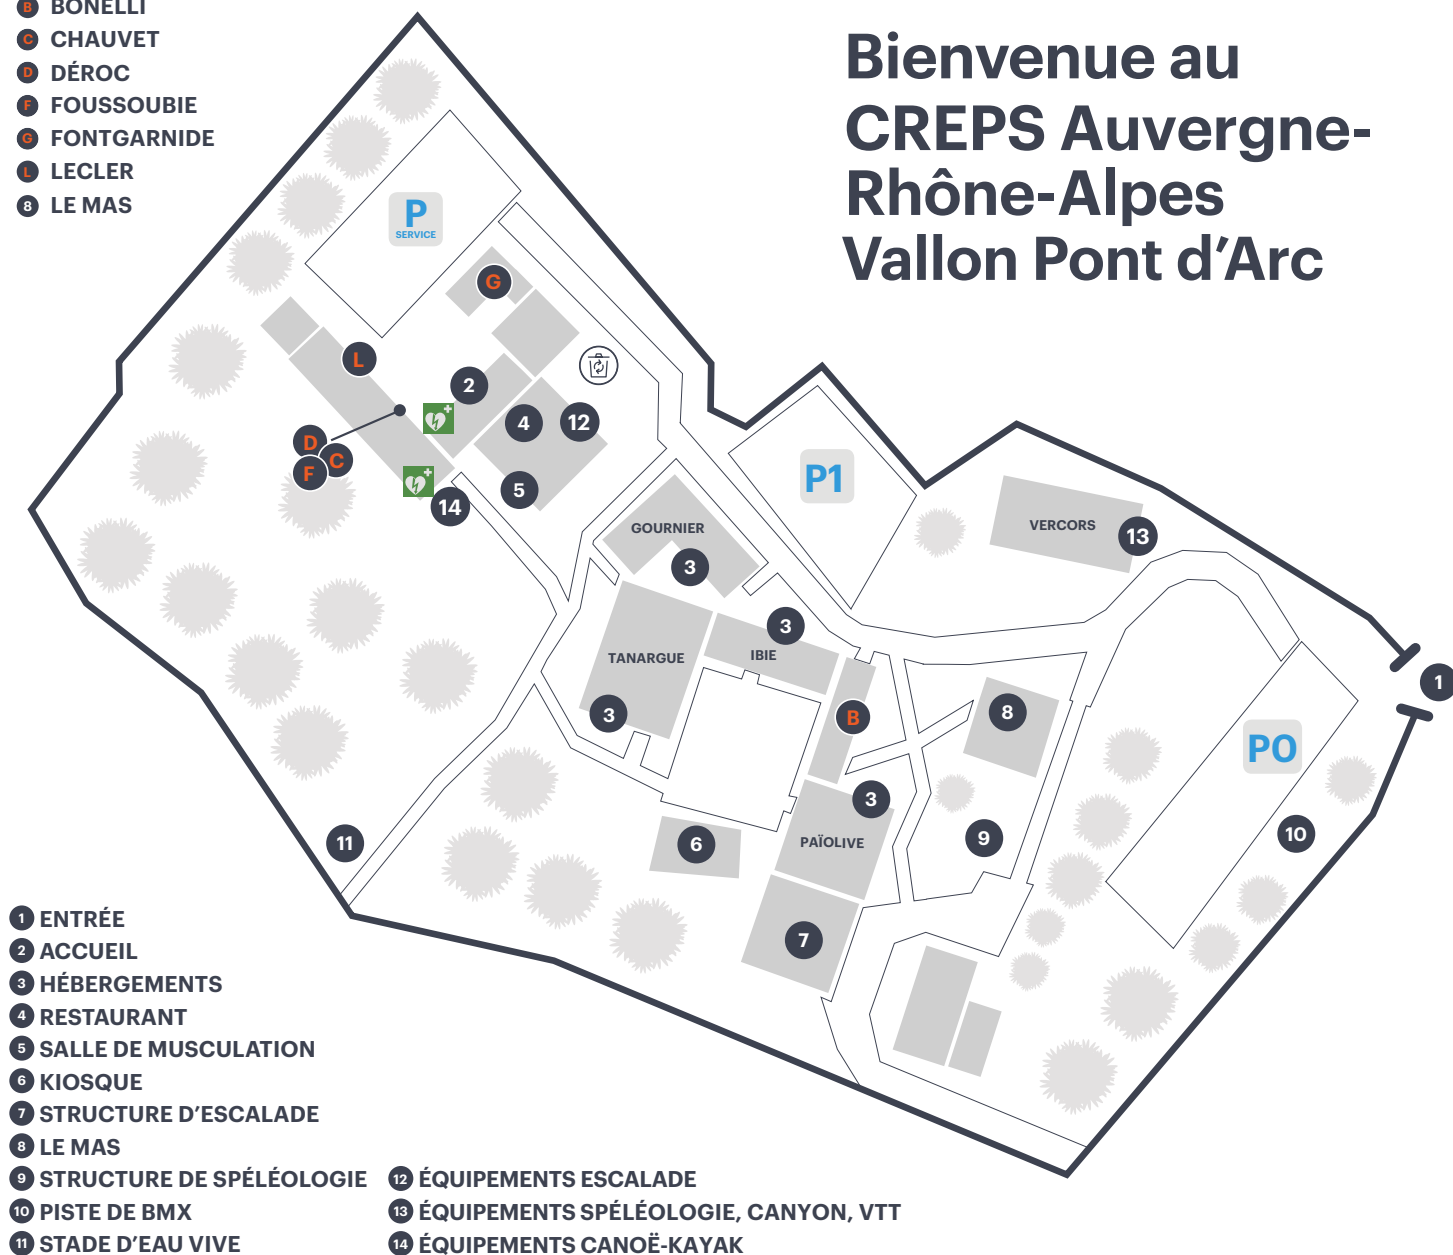 B BONELLI
C CHAUVET
D DÉROC
F FOUSSOUBIE
G FONTGARNIDE
L LECLER
8 LE MAS
Bienvenue au
CREPS Auvergne-
Rhône-Alpes
Vallon Pont d'Arc
P
SERVICE
G
L
2
4
12
D
C
F
5
14
P1
GOURNIER
3
VERCORS
13
3
IBIE
TANARGUE
3
B
8
1
P0
3
PAÏOLIVE
6
9
10
11
7
1 ENTRÉE
2 ACCUEIL
3 HÉBERGEMENTS
4 RESTAURANT
5 SALLE DE MUSCULATION
6 KIOSQUE
7 STRUCTURE D'ESCALADE
8 LE MAS
9 STRUCTURE DE SPÉLÉOLOGIE
10 PISTE DE BMX
11 STADE D'EAU VIVE
12 ÉQUIPEMENTS ESCALADE
13 ÉQUIPEMENTS SPÉLÉOLOGIE, CANYON, VTT
14 ÉQUIPEMENTS CANOË-KAYAK